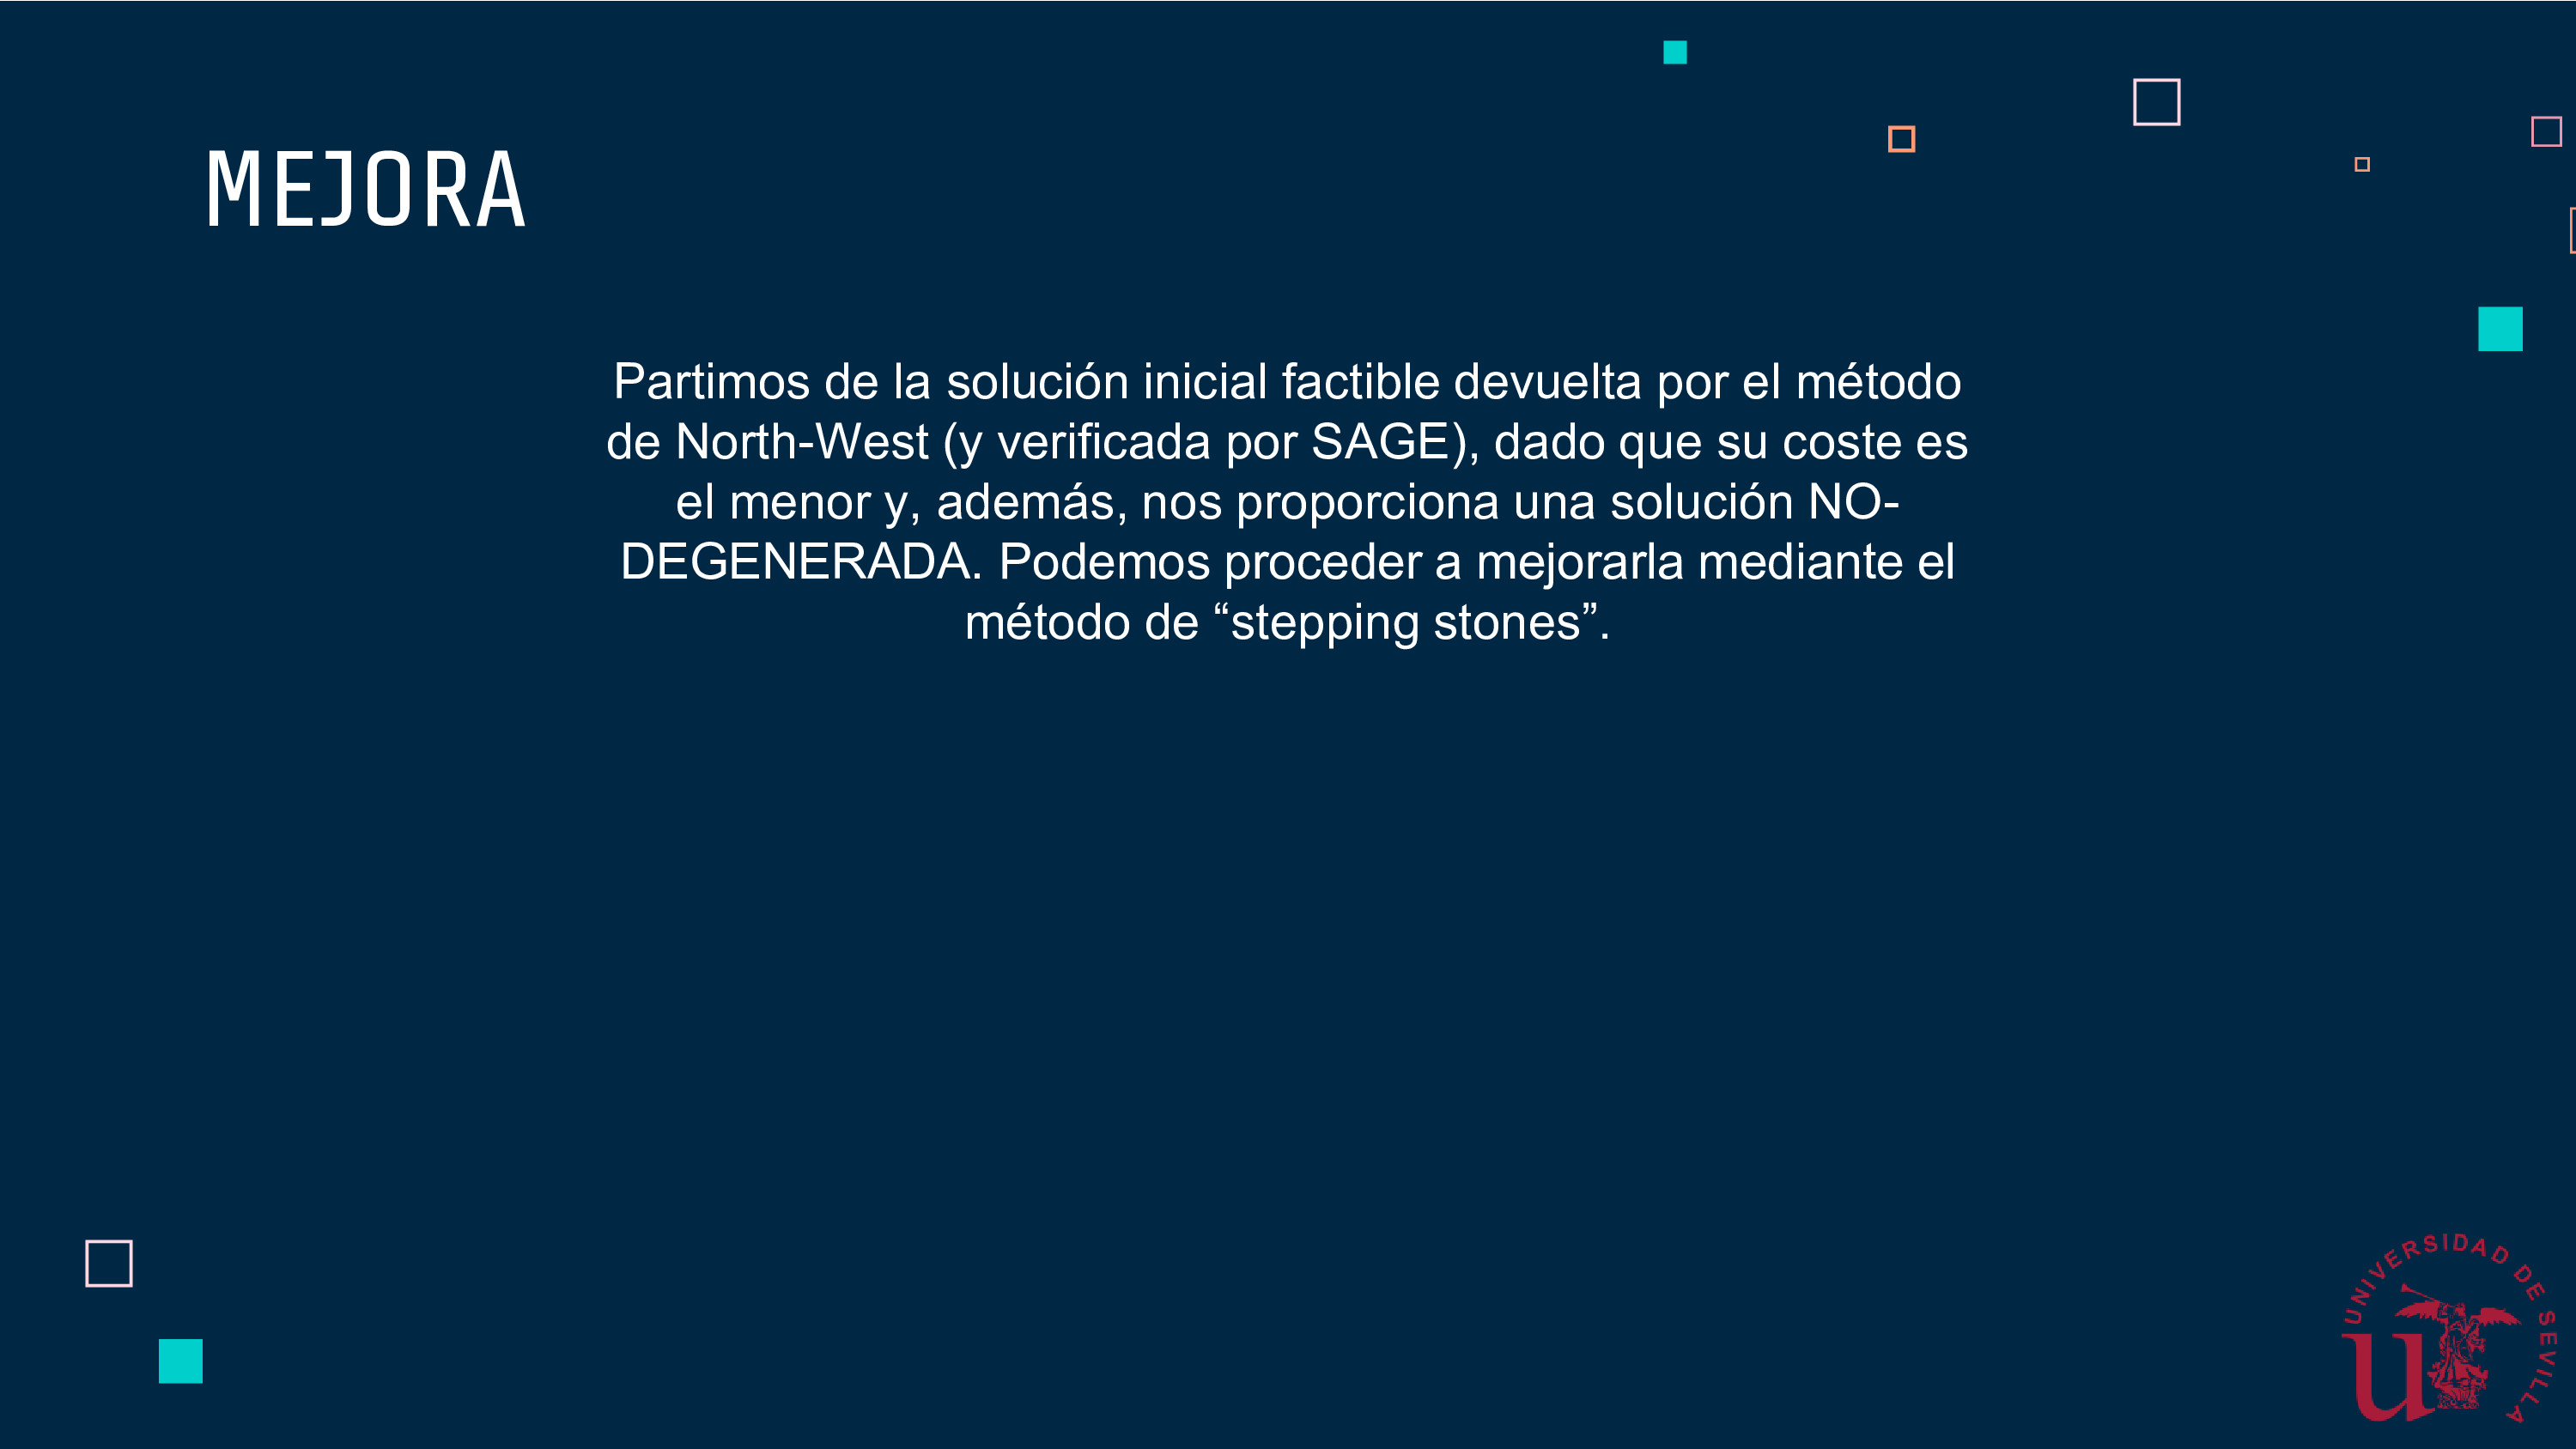 MEJORA
Partimos de la solución inicial factible devuelta por el método
de North-West (y verificada por SAGE), dado que su coste es
el menor y, además, nos proporciona una solución NO-
DEGENERADA. Podemos proceder a mejorarla mediante el
método de “stepping stones”.
UNIVERSIDAD DE SEVILLA
u